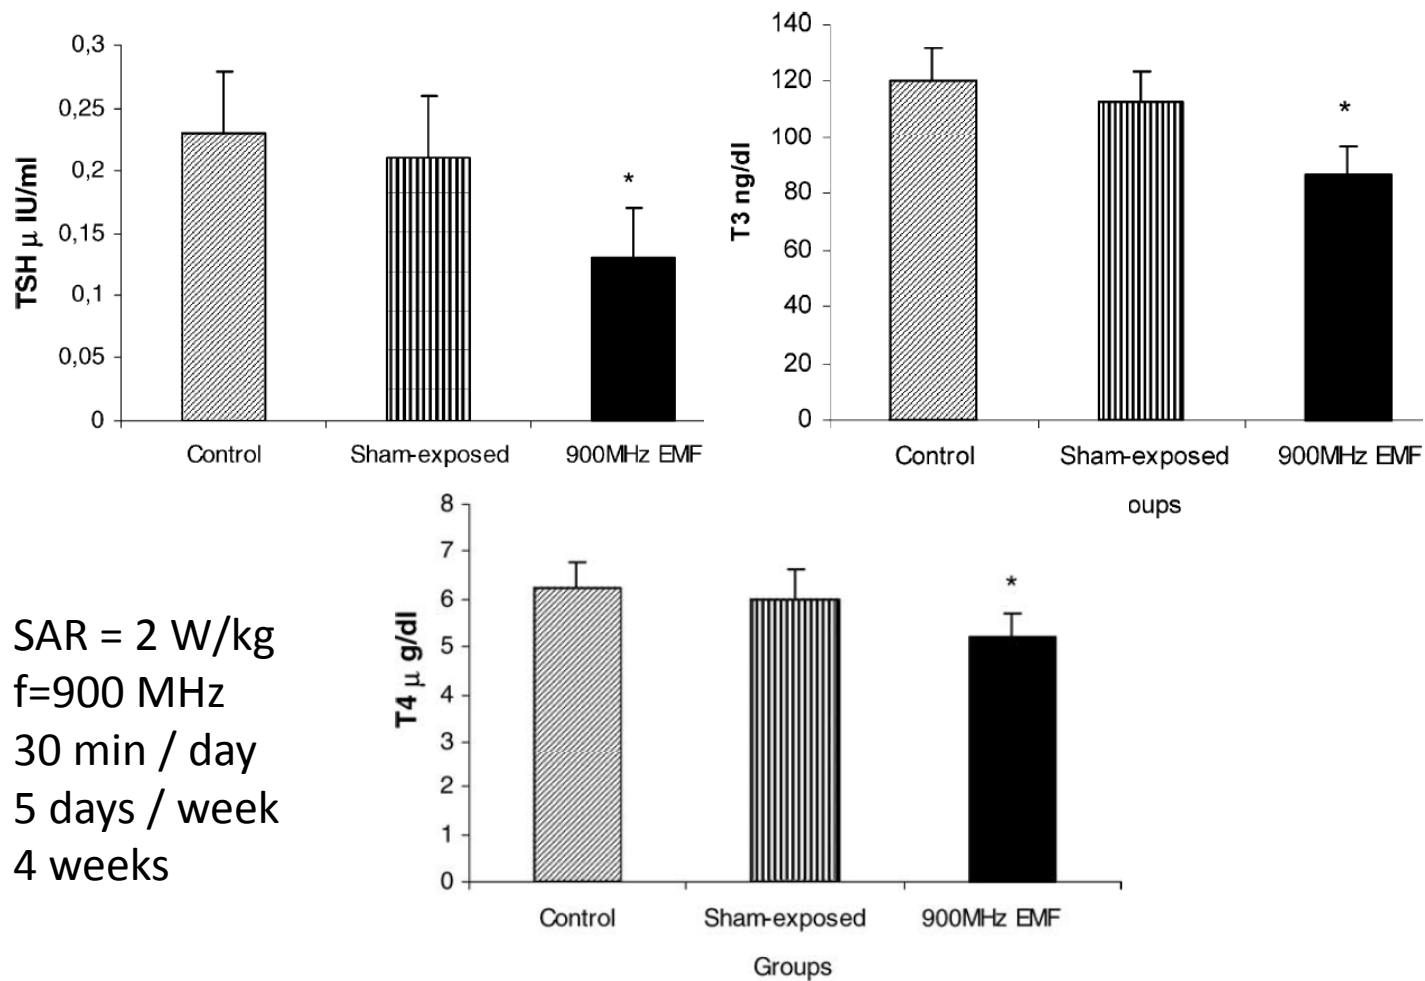 0,3
0,25
0,2
0,15
0,1
0,05
0
TSH μ IU/ml
*
Control
Sham-exposed
900MHz EMF
140
120
100
80
60
40
20
0
T3 ng/dl
*
Control
Sham-exposed
900MHz EMF
oups
8
7
6
5
4
3
2
1
0
T4 μ g/dl
*
Control
Sham-exposed
900MHz EMF
Groups
SAR = 2 W/kg
f=900 MHz
30 min / day
5 days / week
4 weeks